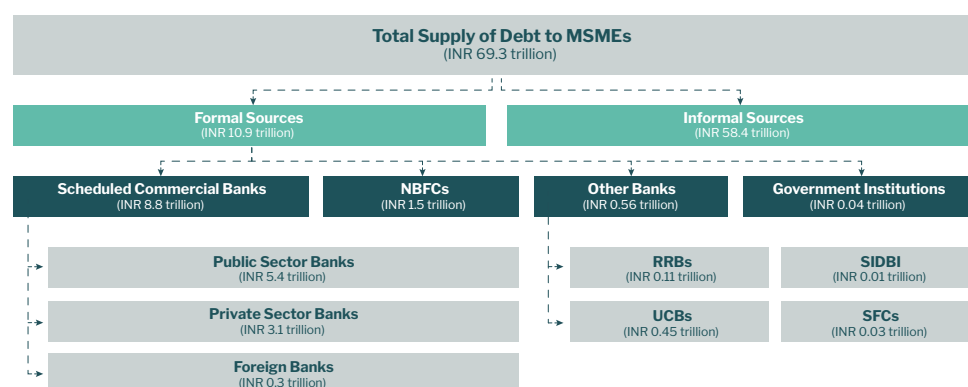 Total Supply of Debt to MSMEs
(INR 69.3 trillion)
Formal Sources
(INR 10.9 trillion)
Informal Sources
(INR 58.4 trillion)
Scheduled Commercial Banks
(INR 8.8 trillion)
NBFCs
(INR 1.5 trillion)
Other Banks
(INR 0.56 trillion)
Government Institutions
(INR 0.04 trillion)
Public Sector Banks
(INR 5.4 trillion)
RRBs
(INR 0.11 trillion)
SIDBI
(INR 0.01 trillion)
Private Sector Banks
(INR 3.1 trillion)
UCBs
(INR 0.45 trillion)
SFCs
(INR 0.03 trillion)
Foreign Banks
(INR 0.3 trillion)